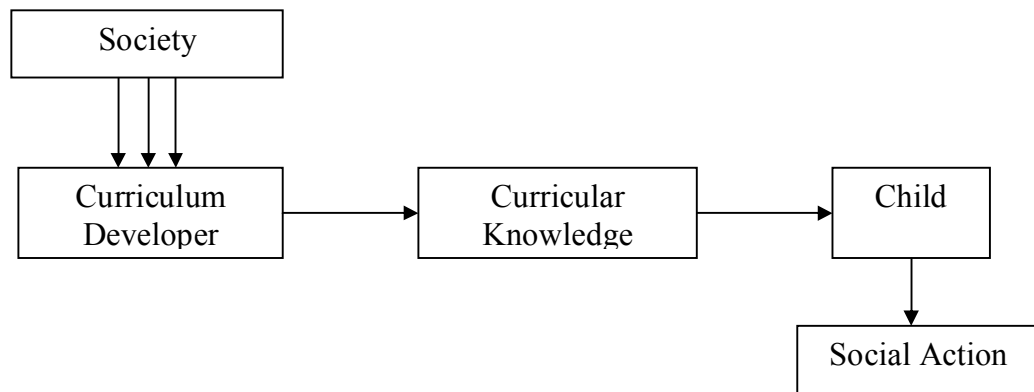 Society
Curriculum
Developer
Curricular
Knowledge
Child
Social Action